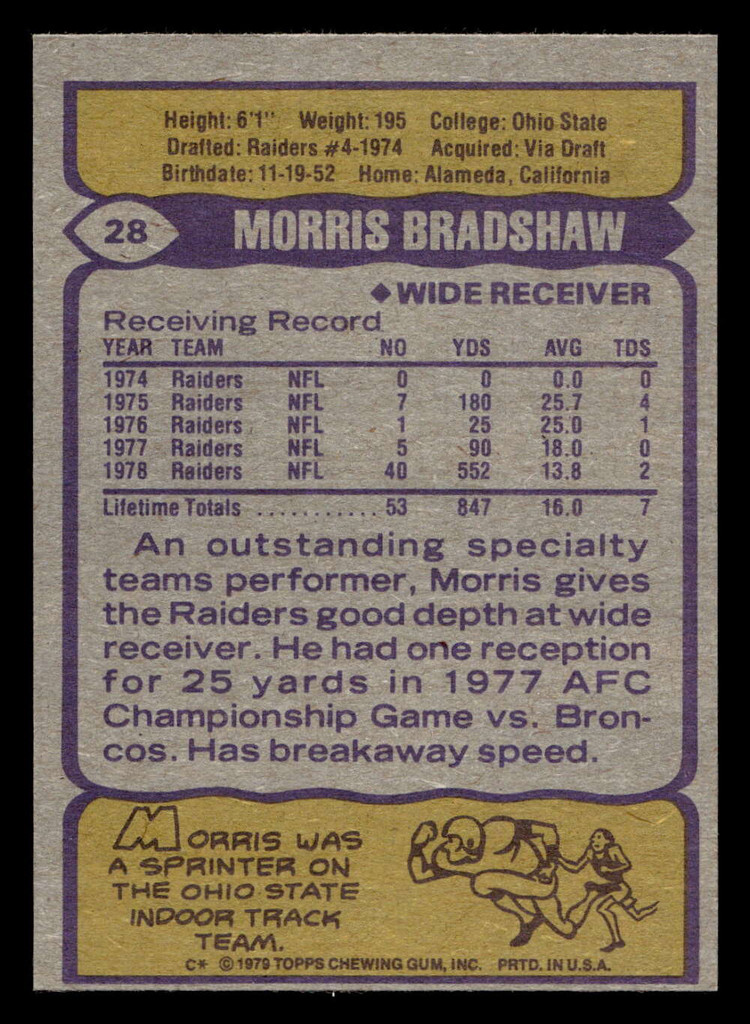 Height: 6'1" Weight: 195 College: Ohio State
Drafted: Raiders #4-1974 Acquired: Via Draft
Birthdate: 11-19-52 Home: Alameda, California
28 MORRIS BRADSHAW
◆WIDE RECEIVER
Receiving Record
YEAR TEAM NO YDS AVG TDS
1974 Raiders NFL 0 0 0.0 0
1975 Raiders NFL 7 180 25.7 4
1976 Raiders NFL 1 25 25.0 1
1977 Raiders NFL 5 90 18.0 0
1978 Raiders NFL 40 552 13.8 2
Lifetime Totals ........... 53 847 16.0 7
An outstanding specialty
teams performer, Morris gives
the Raiders good depth at wide
receiver. He had one reception
for 25 yards in 1977 AFC
Championship Game vs. Bron-
cos. Has breakaway speed.
MORRIS WAS
A SPRINTER ON
THE OHIO STATE
INDOOR TRACK
TEAM.
C* © 1979 TOPPS CHEWING GUM, INC. PRTD. IN U.S.A.